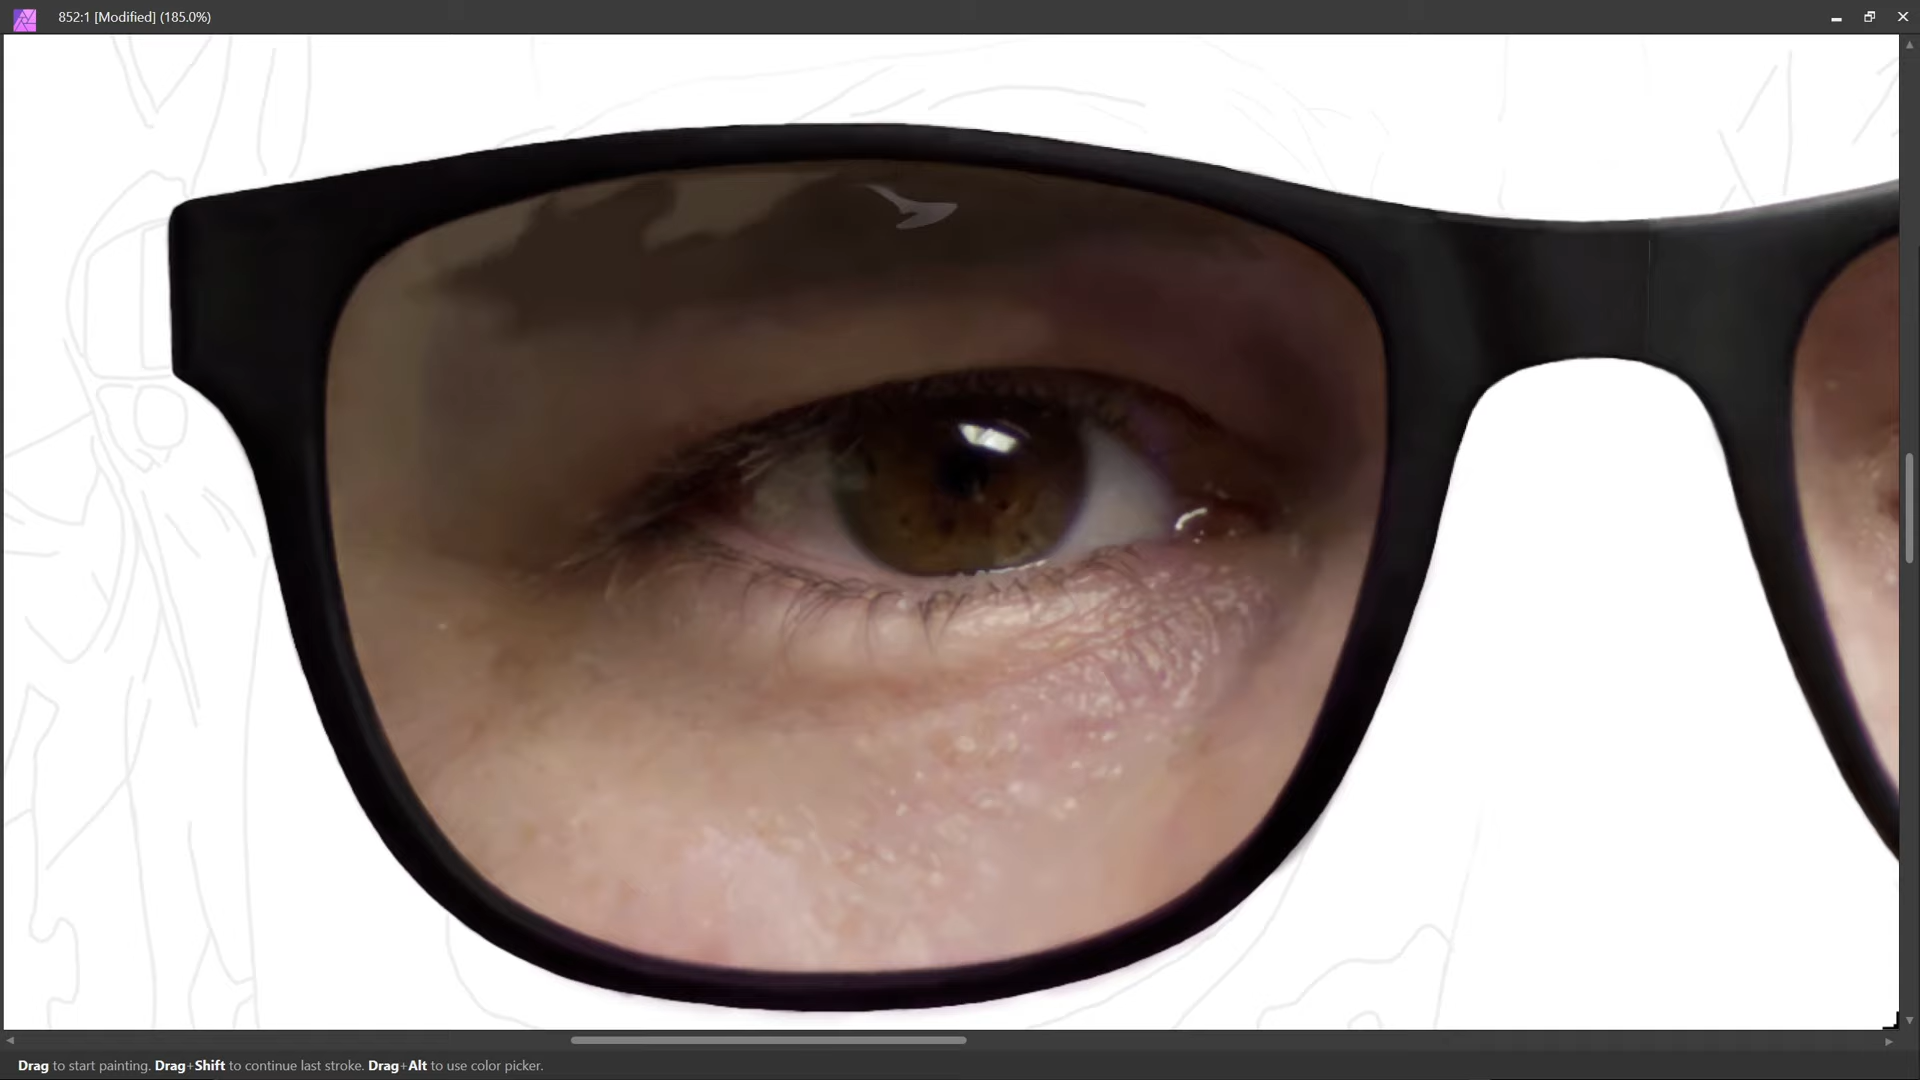 852:1 [Modified] (185.0%)
Drag to start painting. Drag+Shift to continue last stroke. Drag+Alt to use color picker.